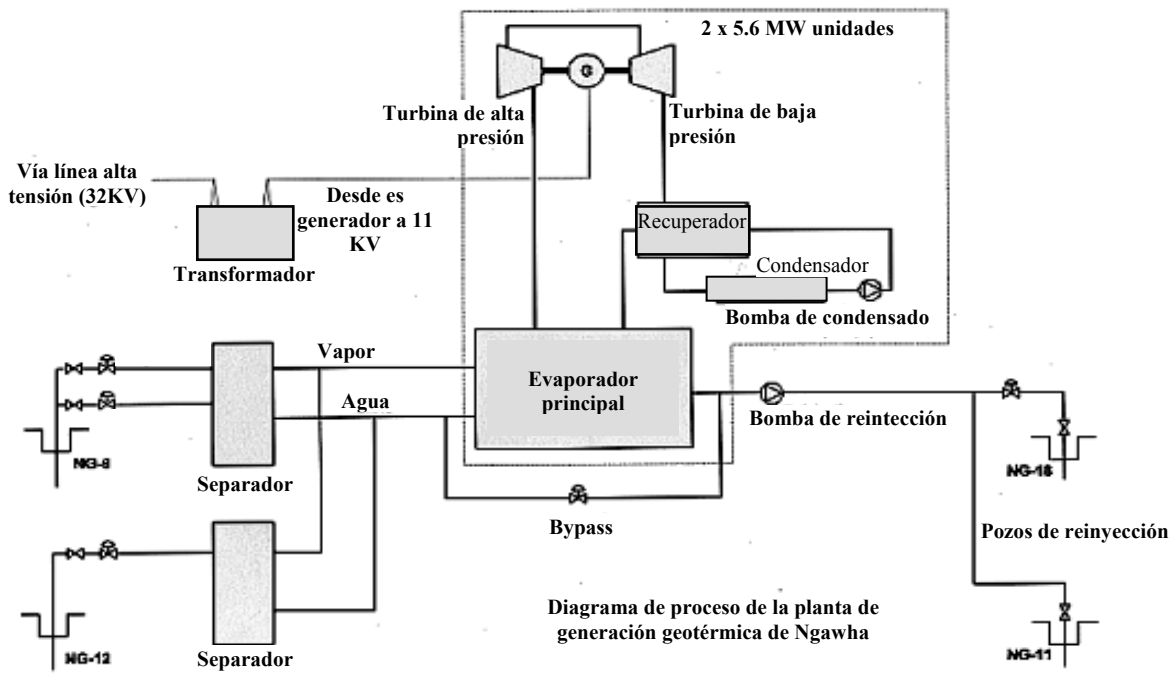 2 x 5.6 MW unidades
G
Turbina de alta
presión
Turbina de baja
presión
Vía línea alta
tensión (32KV)
Desde es
generador a 11
KV
Transformador
Recuperador
Condensador
Bomba de condensado
Vapor
Agua
Evaporador
principal
Bomba de reintección
NG-9
Separador
Bypass
NG-18
Pozos de reinyección
NG-12
Separador
Diagrama de proceso de la planta de
generación geotérmica de Ngawha
NG-11